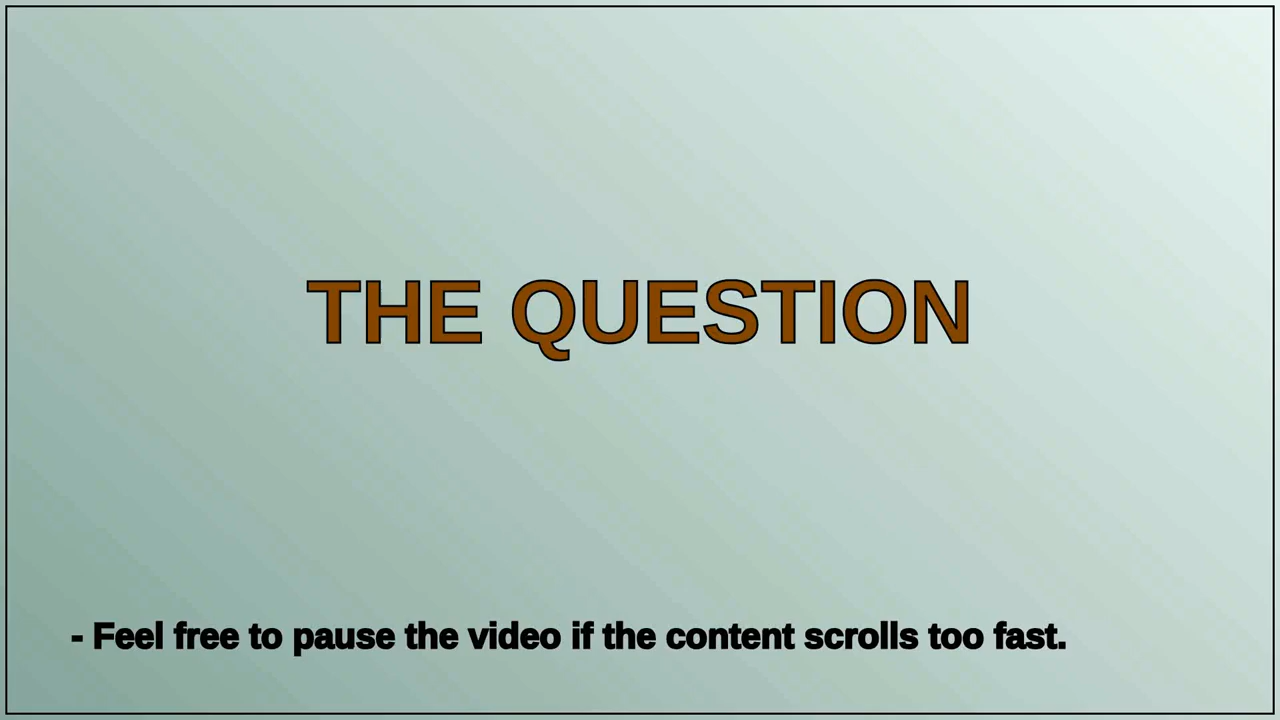 THE QUESTION
- Feel free to pause the video if the content scrolls too fast.